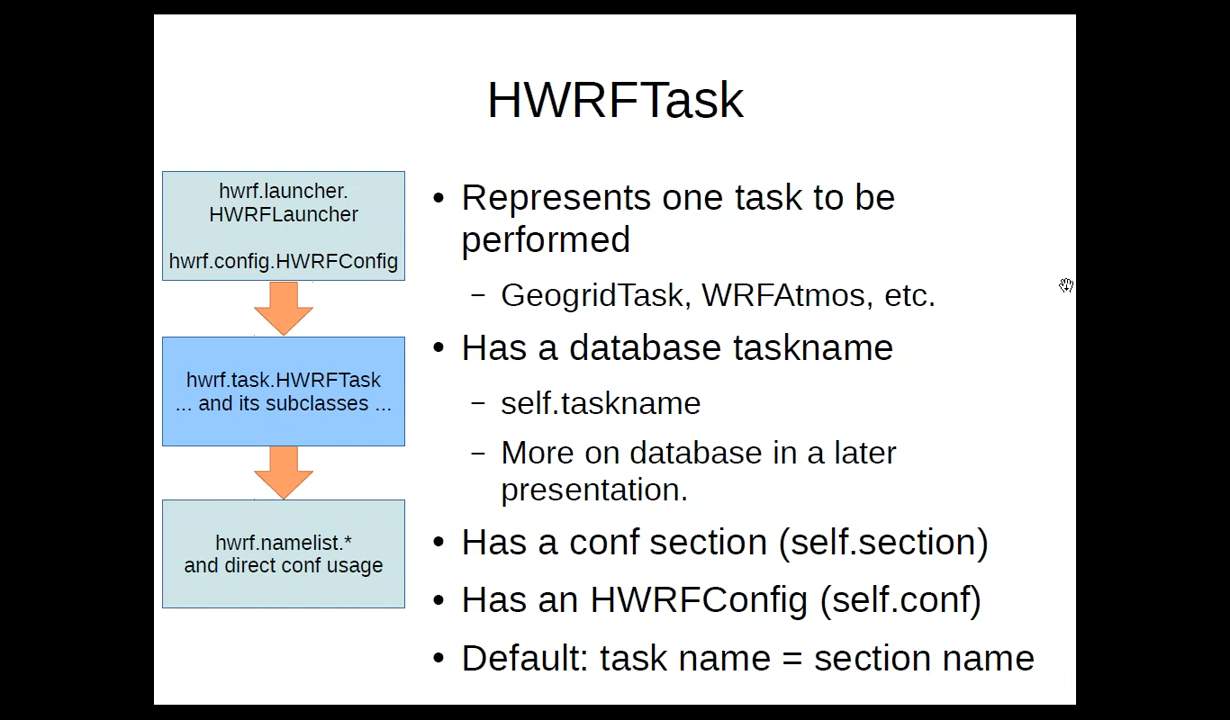 HWRFTask
hwrf.launcher.
HWRFLauncher
hwrf.config.HWRFConfig
hwrf.task.HWRFTask
... and its subclasses ...
hwrf.namelist.*
and direct conf usage
• Represents one task to be
performed
– GeogridTask, WRFAtmos, etc.
• Has a database taskname
– self.taskname
– More on database in a later
presentation.
• Has a conf section (self.section)
• Has an HWRFConfig (self.conf)
• Default: task name = section name